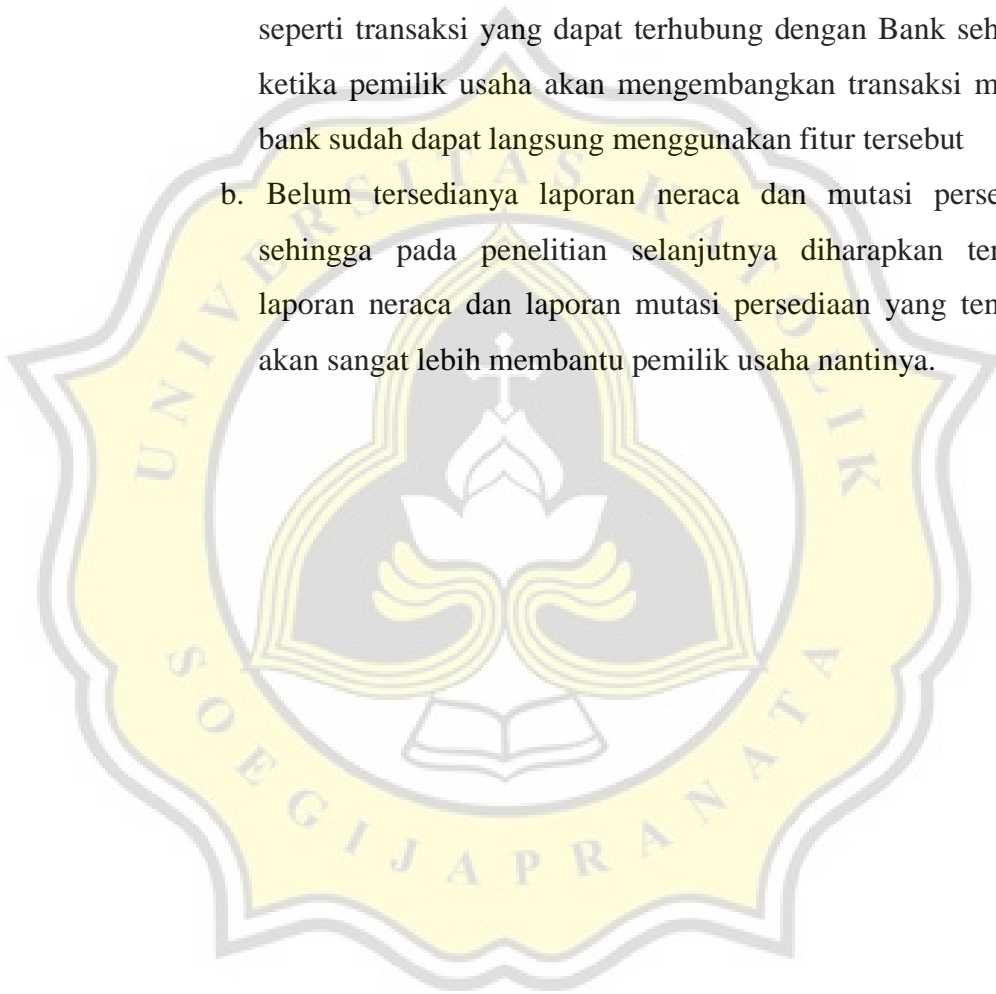 seperti transaksi yang dapat terhubung dengan Bank seh
ketika pemilik usaha akan mengembangkan transaksi m
bank sudah dapat langsung menggunakan fitur tersebut
b. Belum tersedianya laporan neraca dan mutasi perse
sehingga pada penelitian selanjutnya diharapkan ter
laporan neraca dan laporan mutasi persediaan yang ten
akan sangat lebih membantu pemilik usaha nantinya.
UNIVERSITAS KATOLIK
SOEGIJAPRANATA